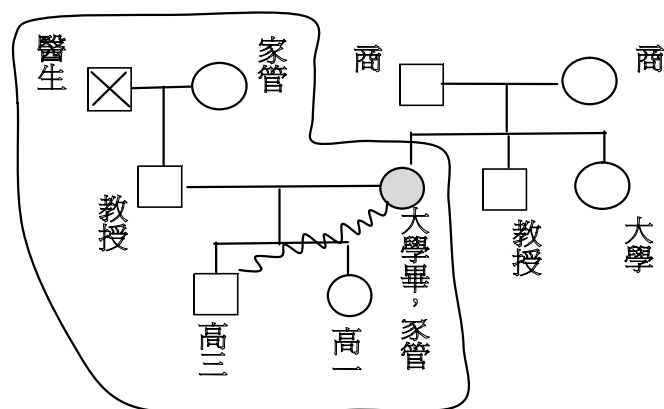 醫生
家管
商
商
教授
大學畢，家管
教授
大學
高三
高一